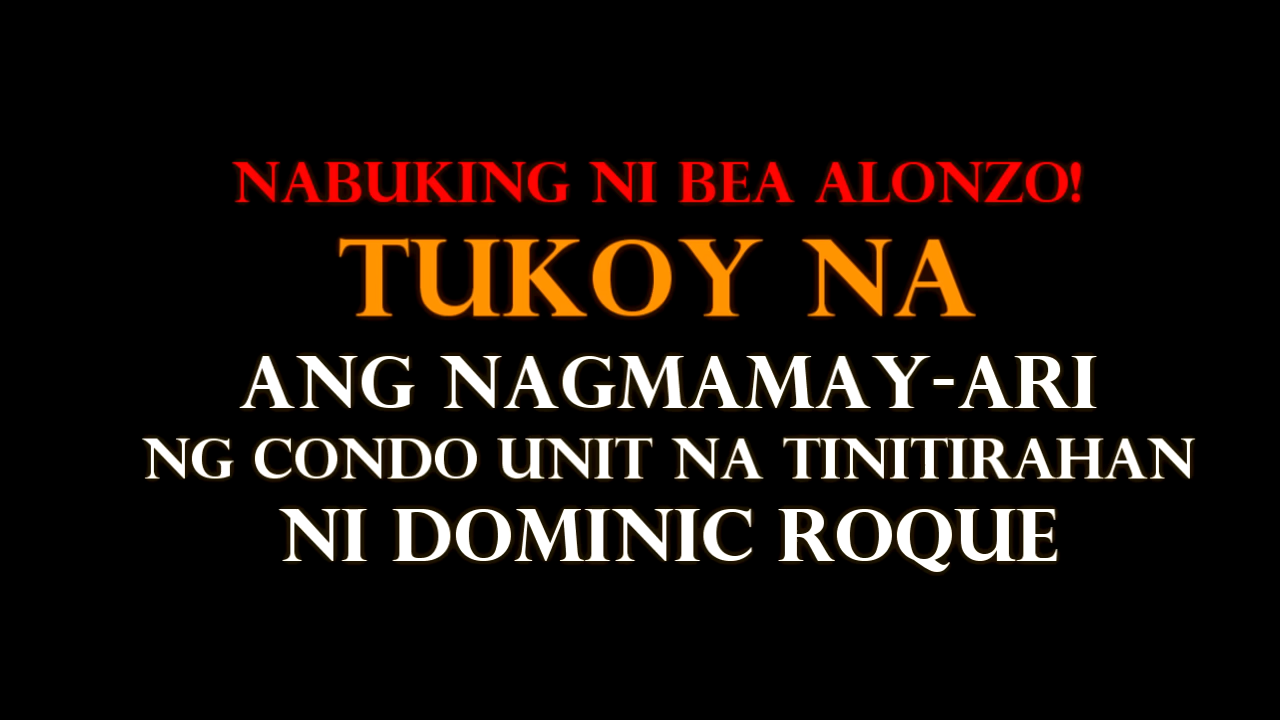 NABUKING NI BEA ALONZO!
TUKOY NA
ANG NAGMAMAY-ARI
NG CONDO UNIT NA TINITIRAHAN
NI DOMINIC ROQUE